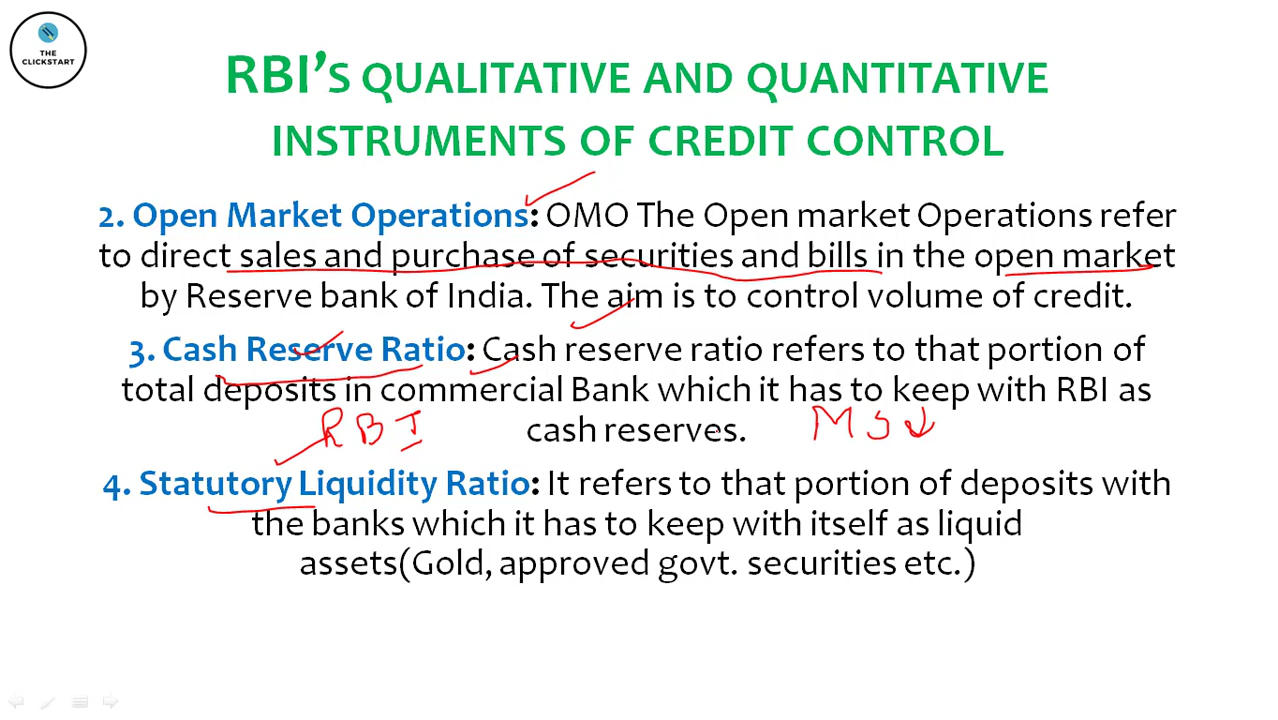 THE
CLICKSTART
RBI’S QUALITATIVE AND QUANTITATIVE
INSTRUMENTS OF CREDIT CONTROL
2. Open Market Operations: OMO The Open market Operations refer
to direct sales and purchase of securities and bills in the open market
by Reserve bank of India. The aim is to control volume of credit.
3. Cash Reserve Ratio: Cash reserve ratio refers to that portion of
total deposits in commercial Bank which it has to keep with RBI as
cash reserves.
RBI
MS↓
4. Statutory Liquidity Ratio: It refers to that portion of deposits with
the banks which it has to keep with itself as liquid
assets(Gold, approved govt. securities etc.)